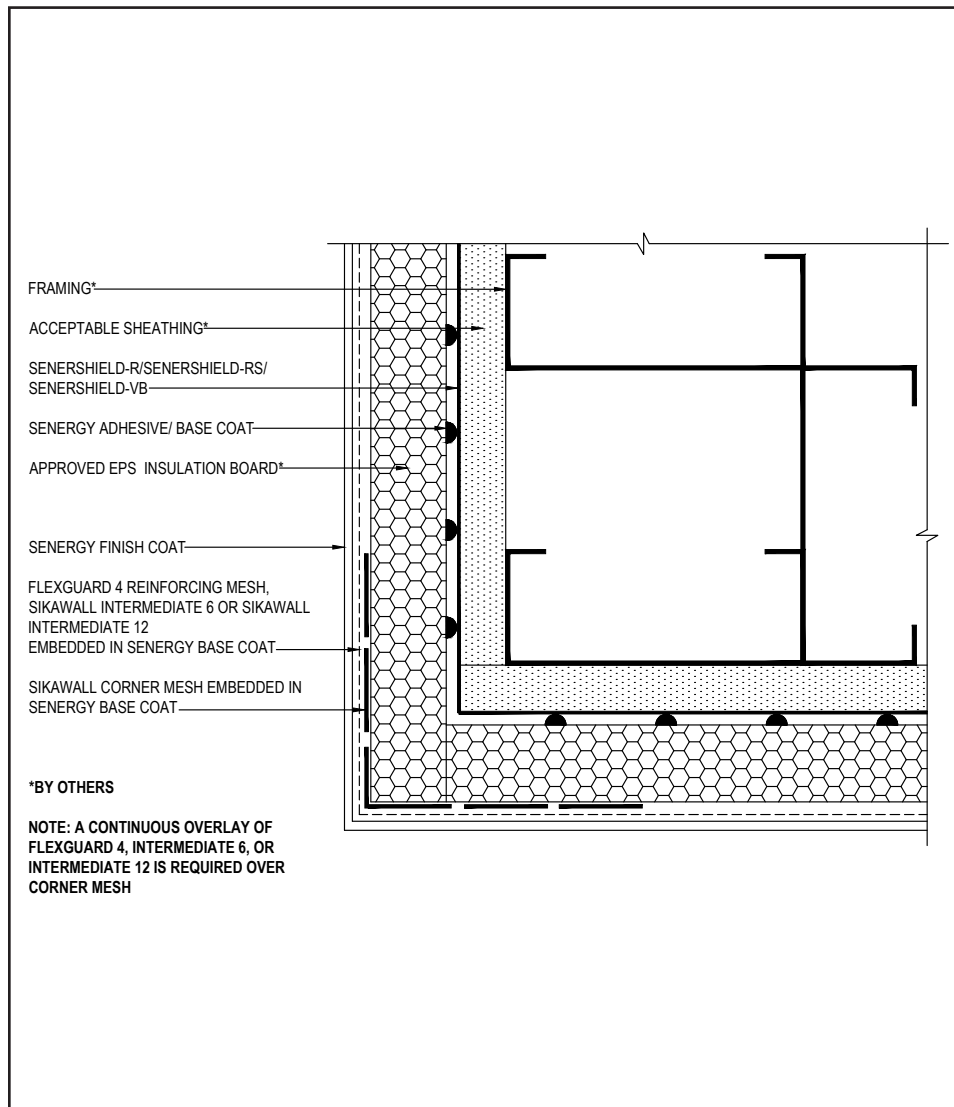 FRAMING*
ACCEPTABLE SHEATHING*
SENERSHIELD-R/SENERSHIELD-RS/
SENERSHIELD-VB
SENERGY ADHESIVE/ BASE COAT
APPROVED EPS INSULATION BOARD*
SENERGY FINISH COAT
FLEXGUARD 4 REINFORCING MESH,
SIKAWALL INTERMEDIATE 6 OR SIKAWALL
INTERMEDIATE 12
EMBEDDED IN SENERGY BASE COAT
SIKAWALL CORNER MESH EMBEDDED IN
SENERGY BASE COAT
*BY OTHERS
NOTE: A CONTINUOUS OVERLAY OF
FLEXGUARD 4, INTERMEDIATE 6, OR
INTERMEDIATE 12 IS REQUIRED OVER
CORNER MESH